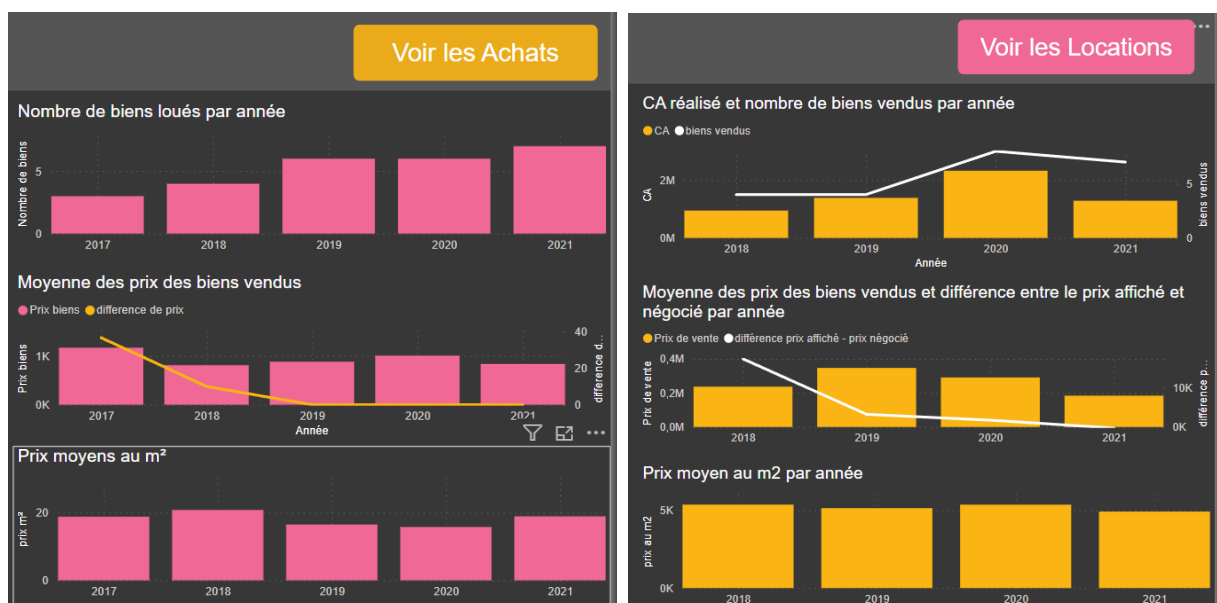 Voir les Achats
Nombre de biens loués par année
Nombre de biens
5
0
2017 2018 2019 2020 2021
Moyenne des prix des biens vendus
Prix biens difference de prix
Prix biens
1K
0K
40
20
0
difference d...
2017 2018 2019 2020 2021
Année
Prix moyens au m²
prix m²
20
0
2017 2018 2019 2020 2021
Voir les Locations
CA réalisé et nombre de biens vendus par année
CA biens vendus
CA
2M
0M
5
0
biens vendus
2018 2019 2020 2021
Année
Moyenne des prix des biens vendus et différence entre le prix affiché et
négocié par année
Prix de vente différence prix affiché - prix négocié
Prix de vente
0,4M
0,2M
0,0M
10K
0K
différence p...
2018 2019 2020 2021
Prix moyen au m2 par année
prix au m2
5K
0K
2018 2019 2020 2021